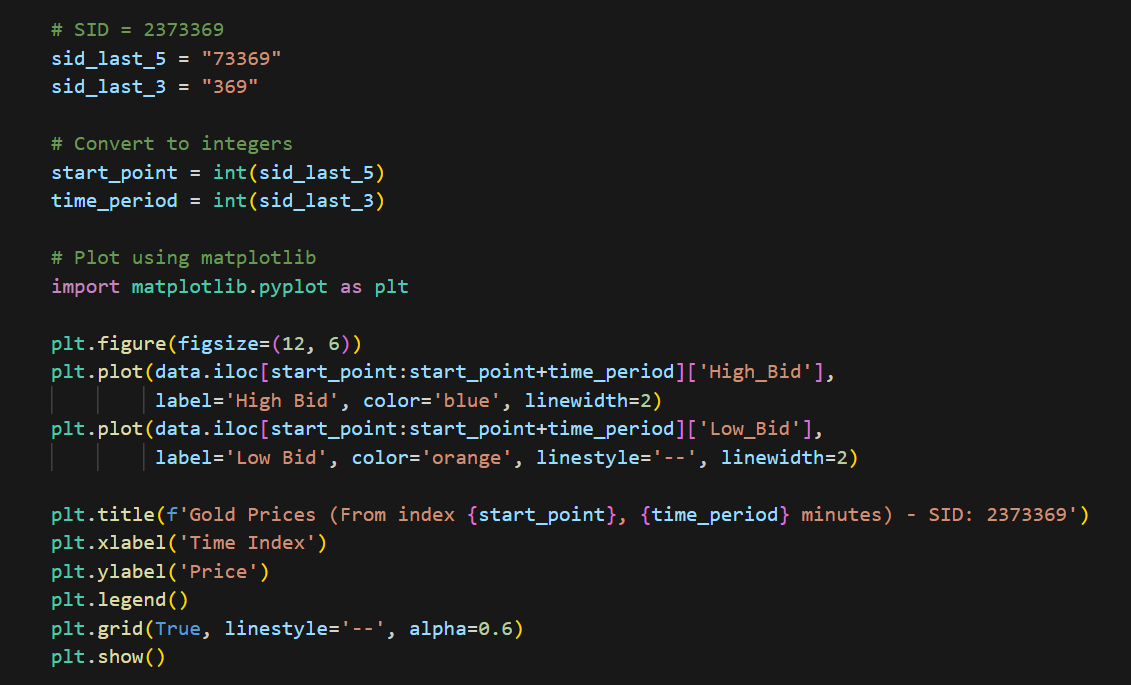 # SID = 2373369
sid_last_5 = "73369"
sid_last_3 = "369"
# Convert to integers
start_point = int(sid_last_5)
time_period = int(sid_last_3)
# Plot using matplotlib
import matplotlib.pyplot as plt
plt.figure(figsize=(12, 6))
plt.plot(data.iloc[start_point:start_point+time_period]['High_Bid'],
         label='High Bid', color='blue', linewidth=2)
plt.plot(data.iloc[start_point:start_point+time_period]['Low_Bid'],
         label='Low Bid', color='orange', linestyle='--', linewidth=2)
plt.title(f'Gold Prices (From index {start_point}, {time_period} minutes) - SID: 2373369')
plt.xlabel('Time Index')
plt.ylabel('Price')
plt.legend()
plt.grid(True, linestyle='--', alpha=0.6)
plt.show()